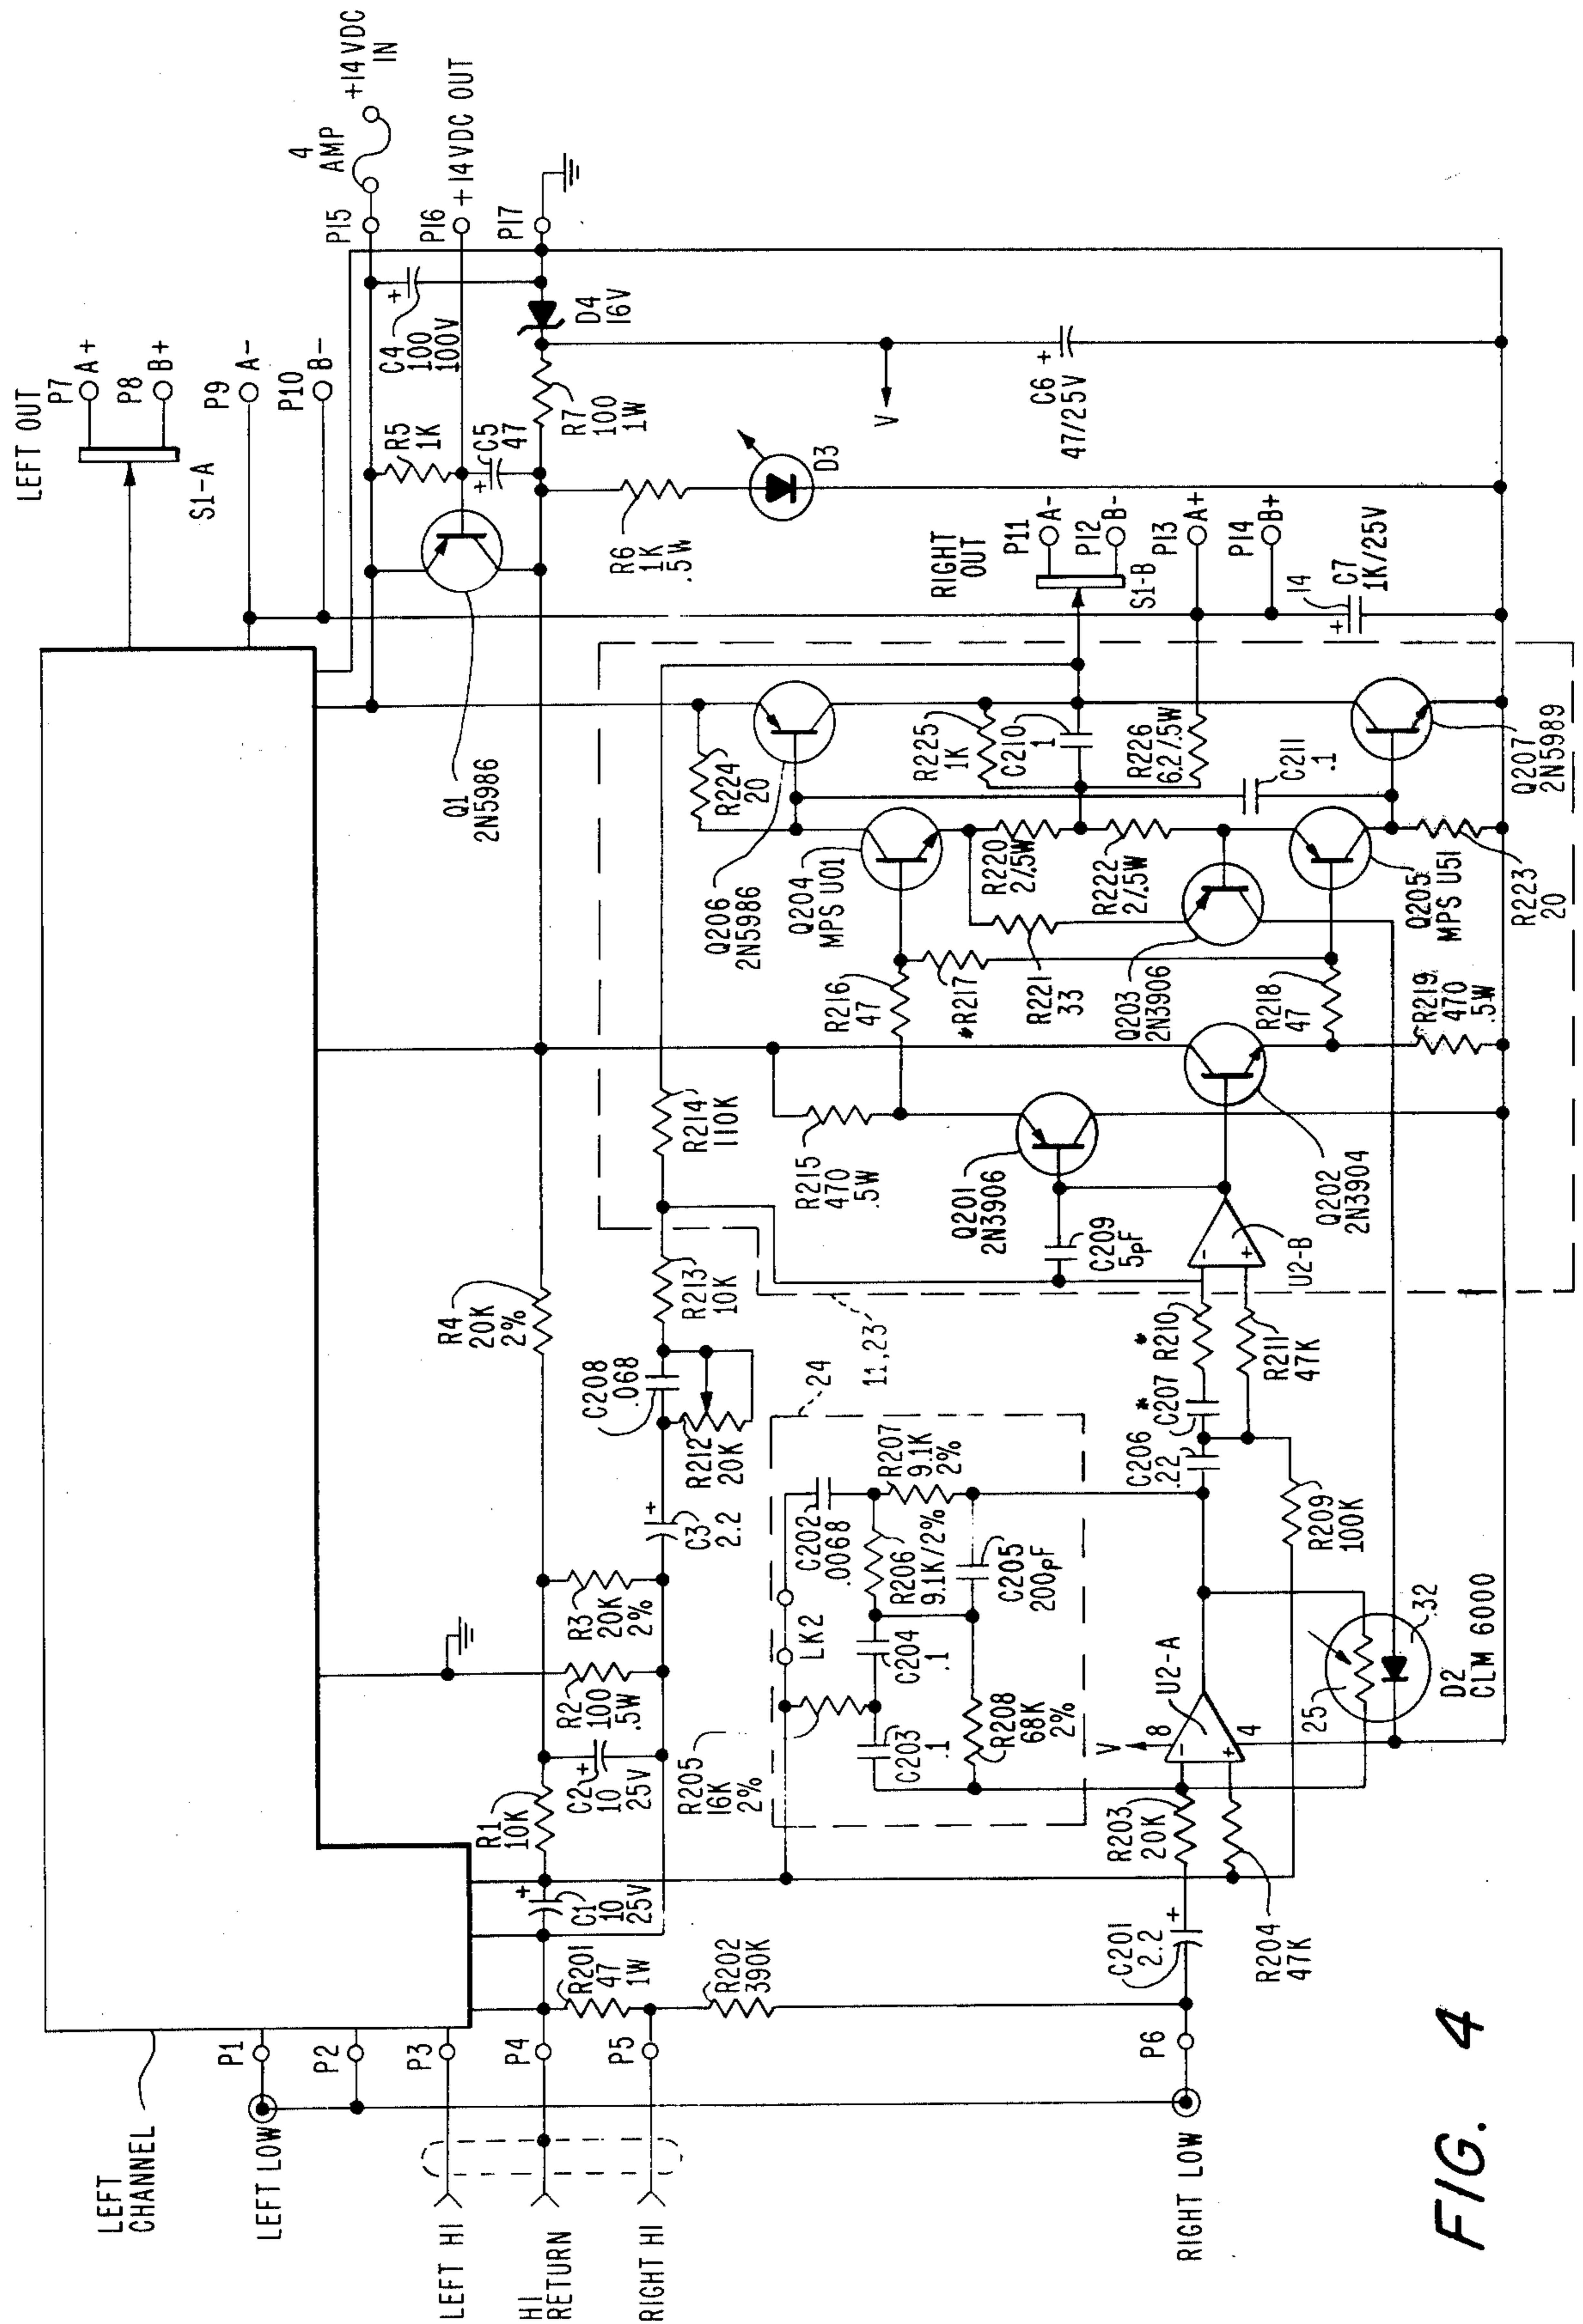 LEFT OUT
P7
A+
P8
B+
P9
A-
P10
B-
S1-A
4
AMP
+14VDC
IN
P15
P16
+14VDC OUT
P17
C4
100
100V
+
R5
1K
C5
47
+
D4
16V
R7
100
1W
Q1
2N5986
R6
1K
.5W
D3
V
C6
47/25V
+
RIGHT
OUT
P11
A-
P12
B-
S1-B
P13
A+
P14
B+
14
C7
1K/25V
+
R4
20K
2%
R214
110K
R213
10K
C208
.068
R212
20K
C3
2.2
+
R3
20K
2%
R2
100
.5W
C2
10
25V
+
R1
10K
C1
10
25V
+
R201
47
1W
R202
390K
Q206
2N5986
R224
20
R225
1K
C210
.1
R226
6.2/.5W
C211
.1
Q207
2N5989
Q204
MPS U01
R220
2/.5W
R222
2/.5W
Q205
MPS U51
R223
20
R216
47
*R217
R221
33
Q203
2N3906
R218
47
R219
470
.5W
R215
470
.5W
Q201
2N3906
Q202
2N3904
C209
5pF
-
+
U2-B
11,23
24
* R210
* C207
R211
47K
C206
.22
R209
100K
C202
.0068
R207
9.1K
2%
R206
9.1K/2%
C205
200pF
LK2
C204
.1
R205
16K
2%
C203
.1
R208
68K
2%
V
8
-
+
4
U2-A
25
32
D2
CLM 6000
R203
20K
R204
47K
C201
2.2
+
LEFT
CHANNEL
P1
P2
P3
P4
P5
P6
LEFT LOW
LEFT HI
HI
RETURN
RIGHT HI
RIGHT LOW
FIG. 4